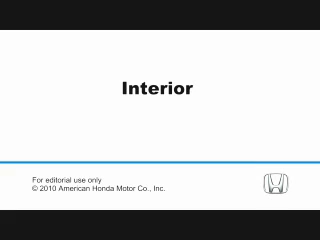 Interior
For editorial use only
© 2010 American Honda Motor Co., Inc.